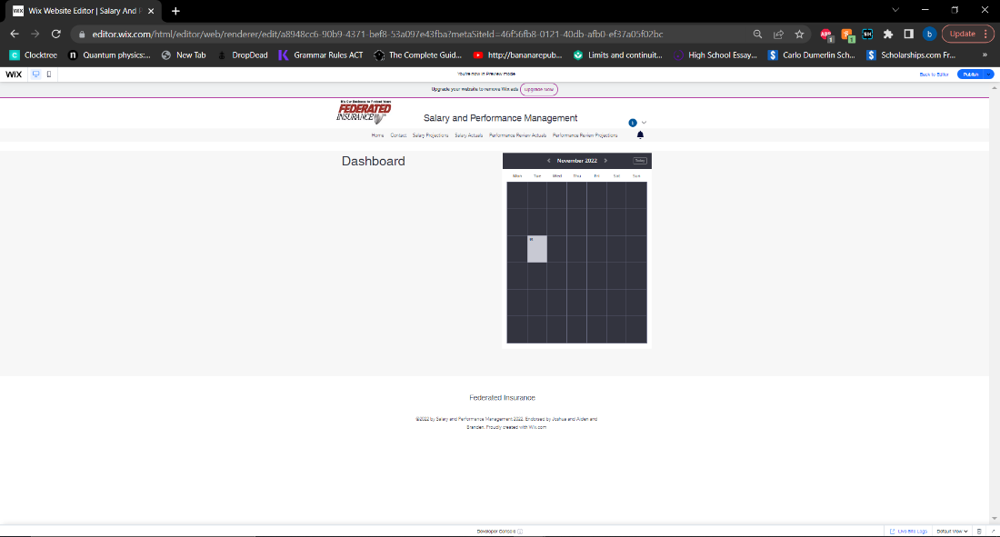 WIX Wix Website Editor | Salary And P
editor.wix.com/html/editor/web/renderer/edit/a8948cc6-90b9-4371-bef8-53a097e43fba?metaSiteId=46f56fb8-0121-40db-afb0-ef37a05f02bc
ABP 1 1 SIH b Update
C Clocktree n Quantum physics:... New Tab DropDead K Grammar Rules ACT The Complete Guid... http://bananarepub... Limits and continuit... High School Essay... $ Carlo Dumerlin Sch... $ Scholarships.com Fr... »
WIX You're now in Preview mode Back to Editor Publish
Upgrade your website to remove Wix ads Upgrade Now
It's Our Business to Protect Yours
FEDERATED
INSURANCE
Salary and Performance Management
Home Contact Salary Projections Salary Actuals Performance Review Actuals Performance Review Projections
Dashboard
< November 2022 > Today
Mon Tue Wed Thu Fri Sat Sun
Federated Insurance
©2022 by Salary and Performance Management 2022. Endorsed by Joshua and Aiden and
Branden. Proudly created with Wix.com
Developer Console Live Site Logs Default View